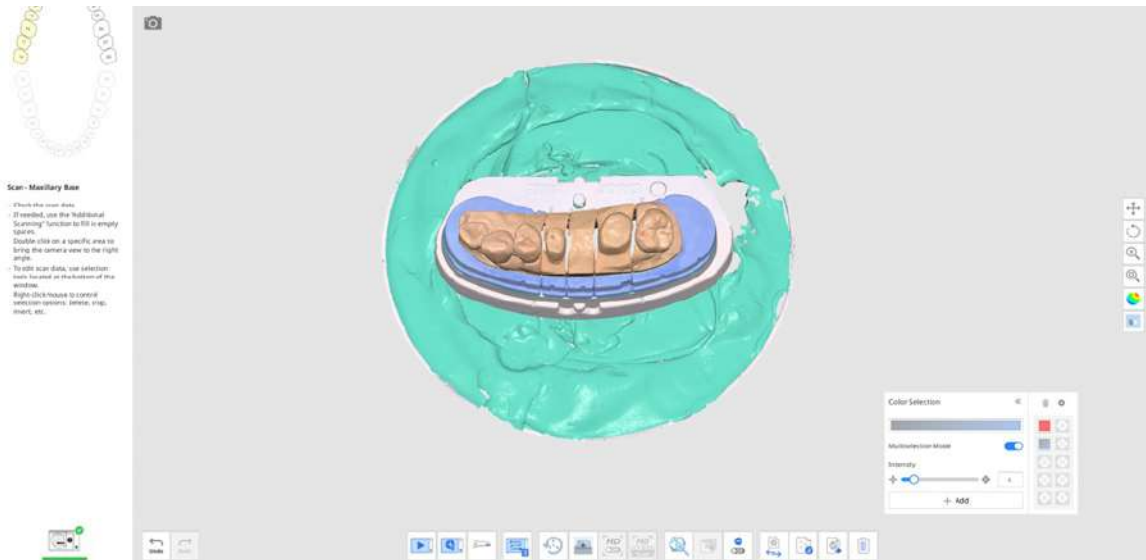 Scan - Maxillary Base
- Check the scan data.
- If needed, use the "Additional
Scanning" function to fill in empty
spaces.
Double click on a specific area to
bring the camera view to the right
angle.
- To edit scan data, use selection
tools located at the bottom of the
window.
Right-click mouse to control
selection options: delete, crop,
invert, etc.
Color Selection
Multiselection Mode
Intensity
+ Add
Undo
HD
HD